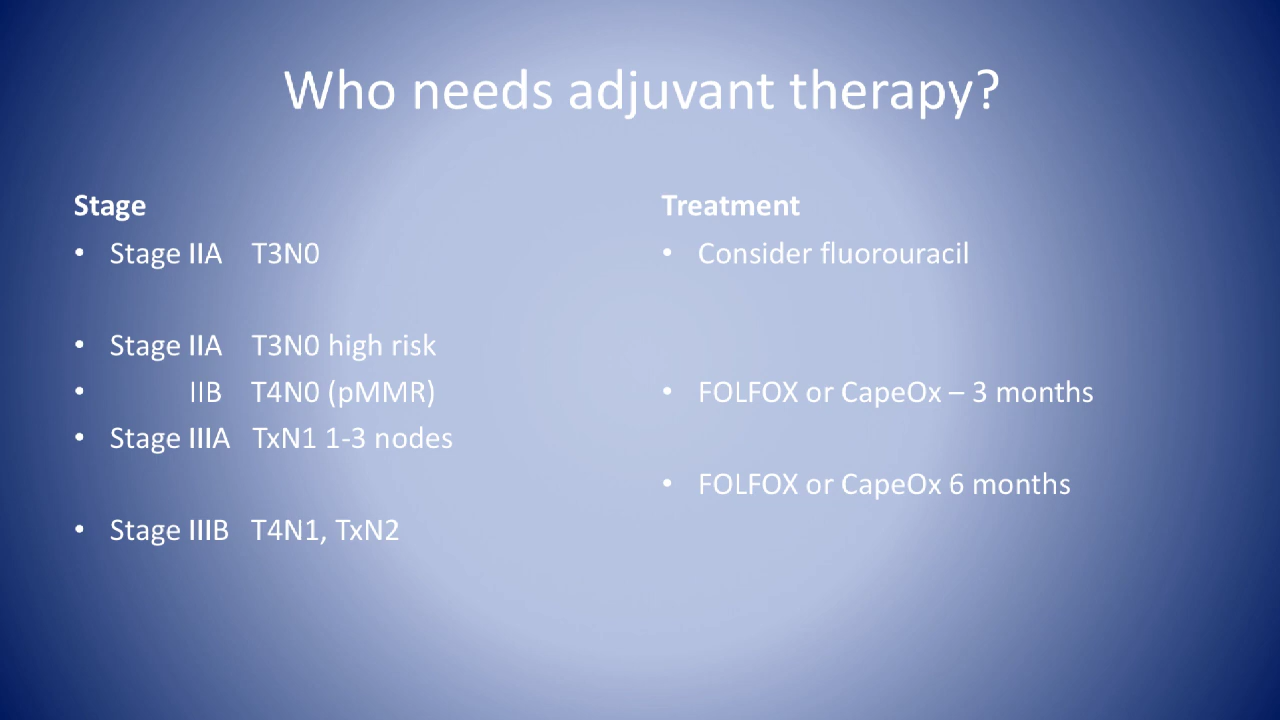 Who needs adjuvant therapy?
Stage
• Stage IIA T3N0
• Stage IIA T3N0 high risk
• IIB T4N0 (pMMR)
• Stage IIIA TxN1 1-3 nodes
• Stage IIIB T4N1, TxN2
Treatment
• Consider fluorouracil
• FOLFOX or CapeOx – 3 months
• FOLFOX or CapeOx 6 months